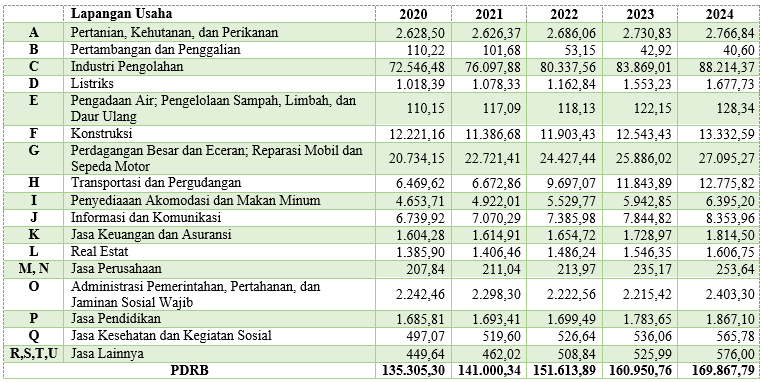 Lapangan Usaha 2020 2021 2022 2023 2024
A Pertanian, Kehutanan, dan Perikanan 2.628,50 2.626,37 2.686,06 2.730,83 2.766,84
B Pertambangan dan Penggalian 110,22 101,68 53,15 42,92 40,60
C Industri Pengolahan 72.546,48 76.097,88 80.337,56 83.869,01 88.214,37
D Listriks 1.018,39 1.078,33 1.162,84 1.553,23 1.677,73
E Pengadaan Air; Pengelolaan Sampah, Limbah, dan
Daur Ulang 110,15 117,09 118,13 122,15 128,34
F Konstruksi 12.221,16 11.386,68 11.903,43 12.543,43 13.332,59
G Perdagangan Besar dan Eceran; Reparasi Mobil dan
Sepeda Motor 20.734,15 22.721,41 24.427,44 25.886,02 27.095,27
H Transportasi dan Pergudangan 6.469,62 6.672,86 9.697,07 11.843,89 12.775,82
I Penyediaaan Akomodasi dan Makan Minum 4.653,71 4.922,01 5.529,77 5.942,85 6.395,20
J Informasi dan Komunikasi 6.739,92 7.070,29 7.385,98 7.844,82 8.353,96
K Jasa Keuangan dan Asuransi 1.604,28 1.614,91 1.654,72 1.728,97 1.814,50
L Real Estat 1.385,90 1.406,46 1.486,24 1.546,35 1.606,75
M, N Jasa Perusahaan 207,84 211,04 213,97 235,17 253,64
O Administrasi Pemerintahan, Pertahanan, dan
Jaminan Sosial Wajib 2.242,46 2.298,30 2.222,56 2.215,42 2.403,30
P Jasa Pendidikan 1.685,81 1.693,41 1.699,49 1.783,65 1.867,10
Q Jasa Kesehatan dan Kegiatan Sosial 497,07 519,60 526,64 536,06 565,78
R,S,T,U Jasa Lainnya 449,64 462,02 508,84 525,99 576,00
PDRB 135.305,30 141.000,34 151.613,89 160.950,76 169.867,79